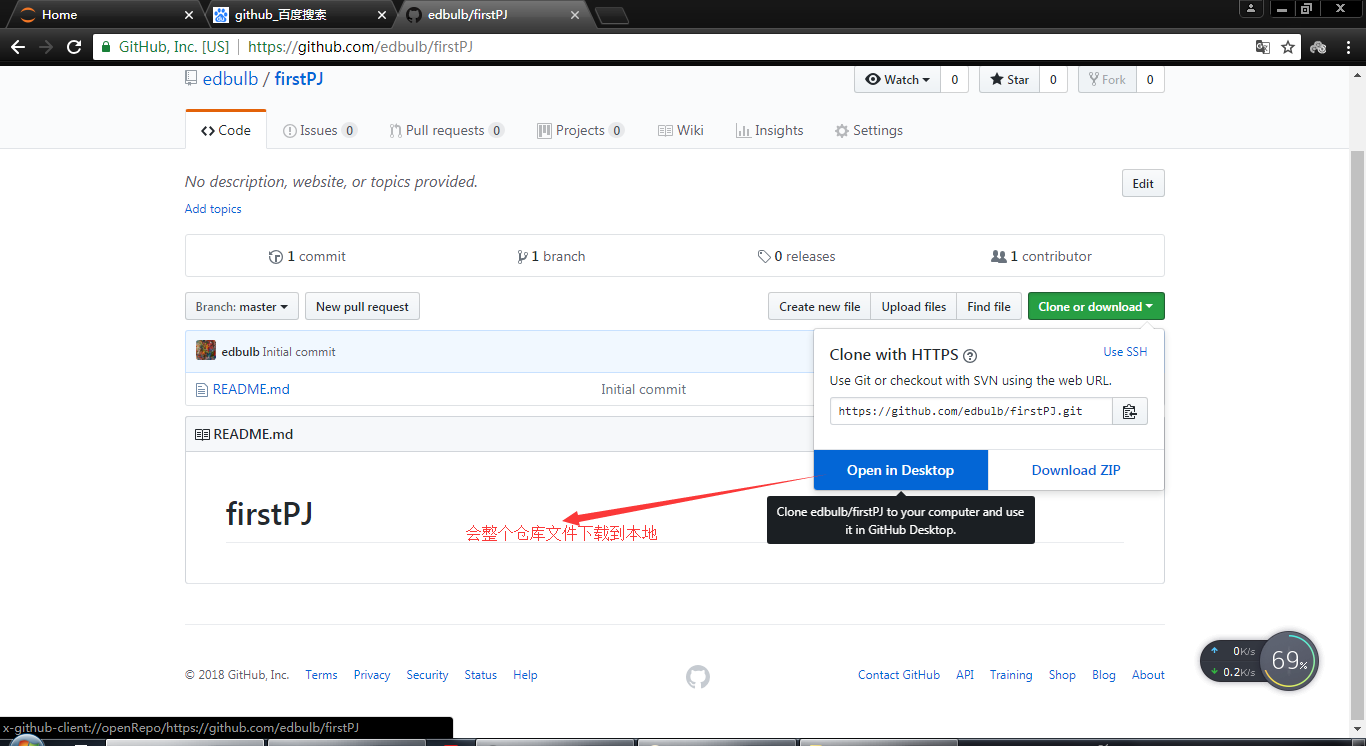 Home
github_百度搜索
edbulb/firstPJ
GitHub, Inc. [US] https://github.com/edbulb/firstPJ
edbulb / firstPJ
Watch 0 Star 0 Fork 0
Code Issues 0 Pull requests 0 Projects 0 Wiki Insights Settings
No description, website, or topics provided. Edit
Add topics
1 commit 1 branch 0 releases 1 contributor
Branch: master New pull request Create new file Upload files Find file Clone or download
edbulb Initial commit
README.md Initial commit
Clone with HTTPS Use SSH
Use Git or checkout with SVN using the web URL.
https://github.com/edbulb/firstPJ.git
Open in Desktop Download ZIP
README.md
Clone edbulb/firstPJ to your computer and use
it in GitHub Desktop.
firstPJ
会整个仓库文件下载到本地
0K/s
0.2K/s
69%
© 2018 GitHub, Inc. Terms Privacy Security Status Help Contact GitHub API Training Shop Blog About
x-github-client://openRepo/https://github.com/edbulb/firstPJ